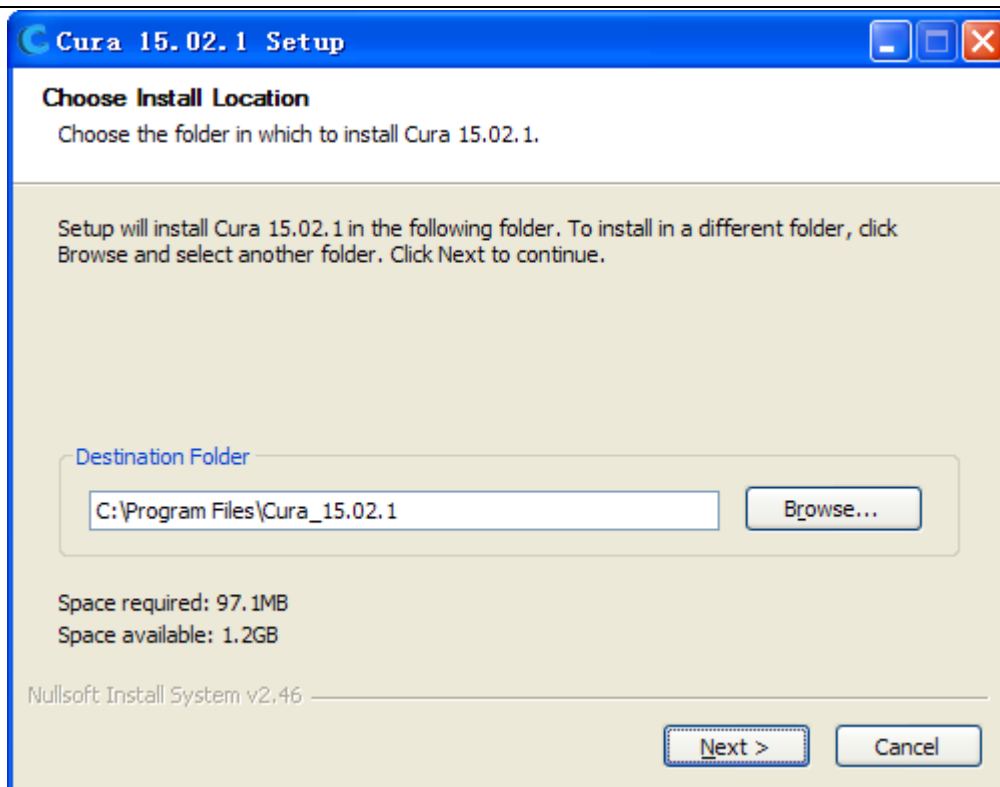 Cura 15.02.1 Setup
Choose Install Location
Choose the folder in which to install Cura 15.02.1.
Setup will install Cura 15.02.1 in the following folder. To install in a different folder, click
Browse and select another folder. Click Next to continue.
Destination Folder
C:\Program Files\Cura_15.02.1
Browse...
Space required: 97.1MB
Space available: 1.2GB
Nullsoft Install System v2.46
Next >
Cancel